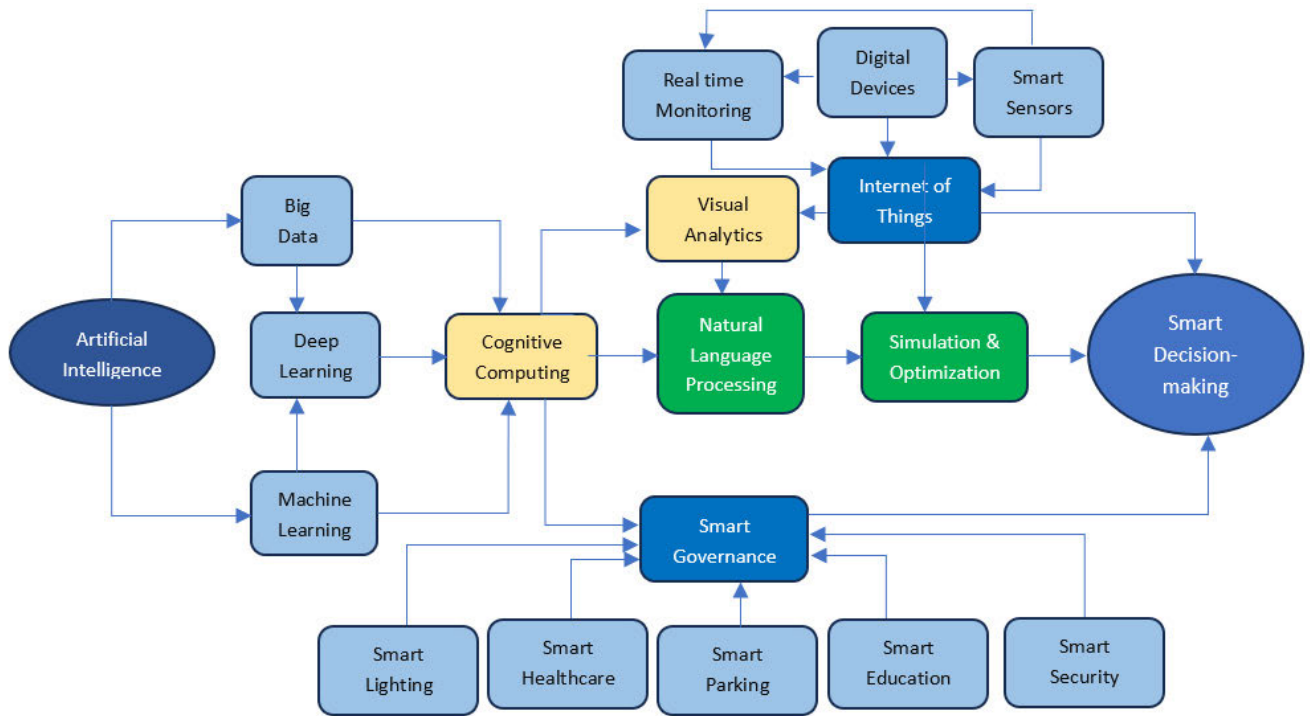 Digital
Devices
Real time
Monitoring
Smart
Sensors
Internet of
Things
Visual
Analytics
Big
Data
Artificial
Intelligence
Deep
Learning
Cognitive
Computing
Natural
Language
Processing
Simulation &
Optimization
Smart
Decision-
making
Machine
Learning
Smart
Governance
Smart
Lighting
Smart
Healthcare
Smart
Parking
Smart
Education
Smart
Security